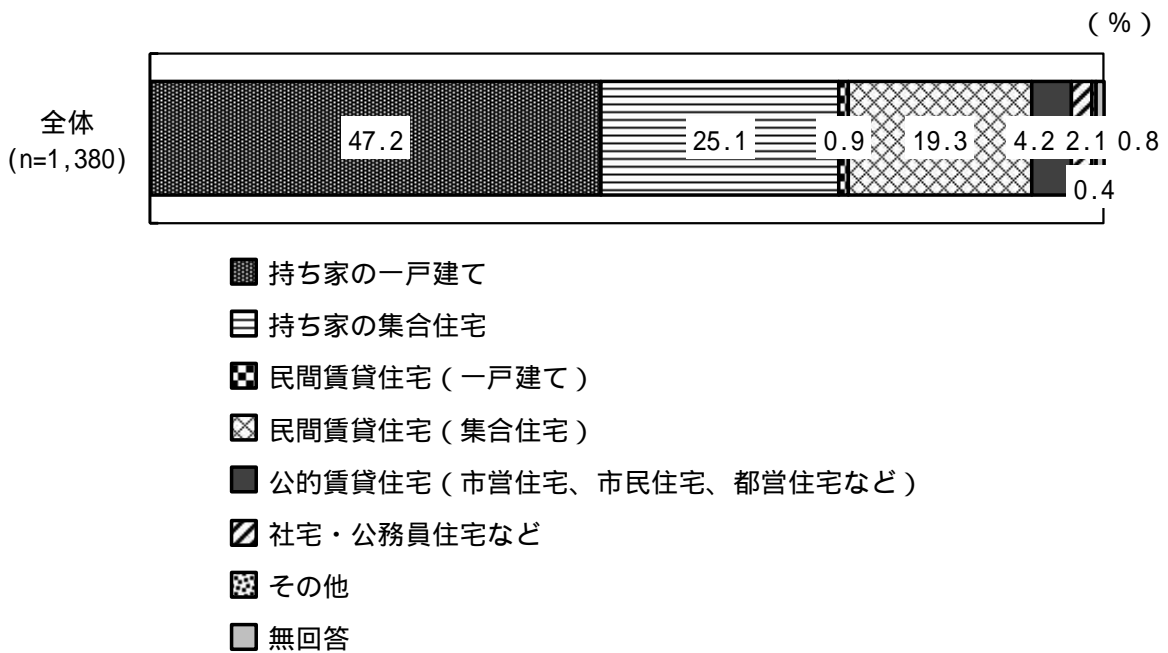 (%)
全体
(n=1,380)
47.2 25.1 0.9 19.3 4.2 2.1 0.8
0.4
持ち家の一戸建て
持ち家の集合住宅
民間賃貸住宅(一戸建て)
民間賃貸住宅(集合住宅)
公的賃貸住宅(市営住宅、市民住宅、都営住宅など)
社宅・公務員住宅など
その他
無回答